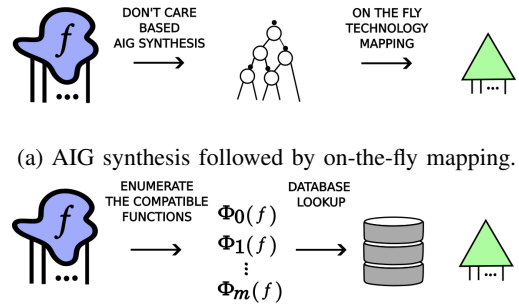 DON'T CARE
BASED
AIG SYNTHESIS
ON THE FLY
TECHNOLOGY
MAPPING
f
...
...
(a) AIG synthesis followed by on-the-fly mapping.
ENUMERATE
THE COMPATIBLE
FUNCTIONS
DATABASE
LOOKUP
f
...
Φ₀(f)
Φ₁(f)
⋮
Φₘ(f)
...